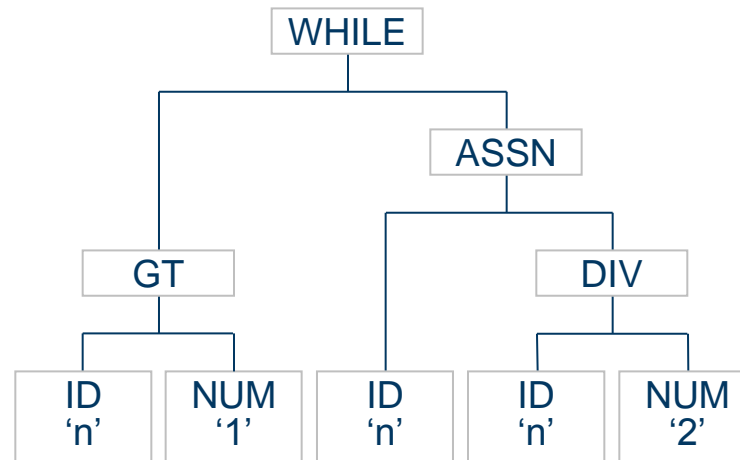 WHILE
ASSN
GT
DIV
ID
‘n’
NUM
‘1’
ID
‘n’
ID
‘n’
NUM
‘2’